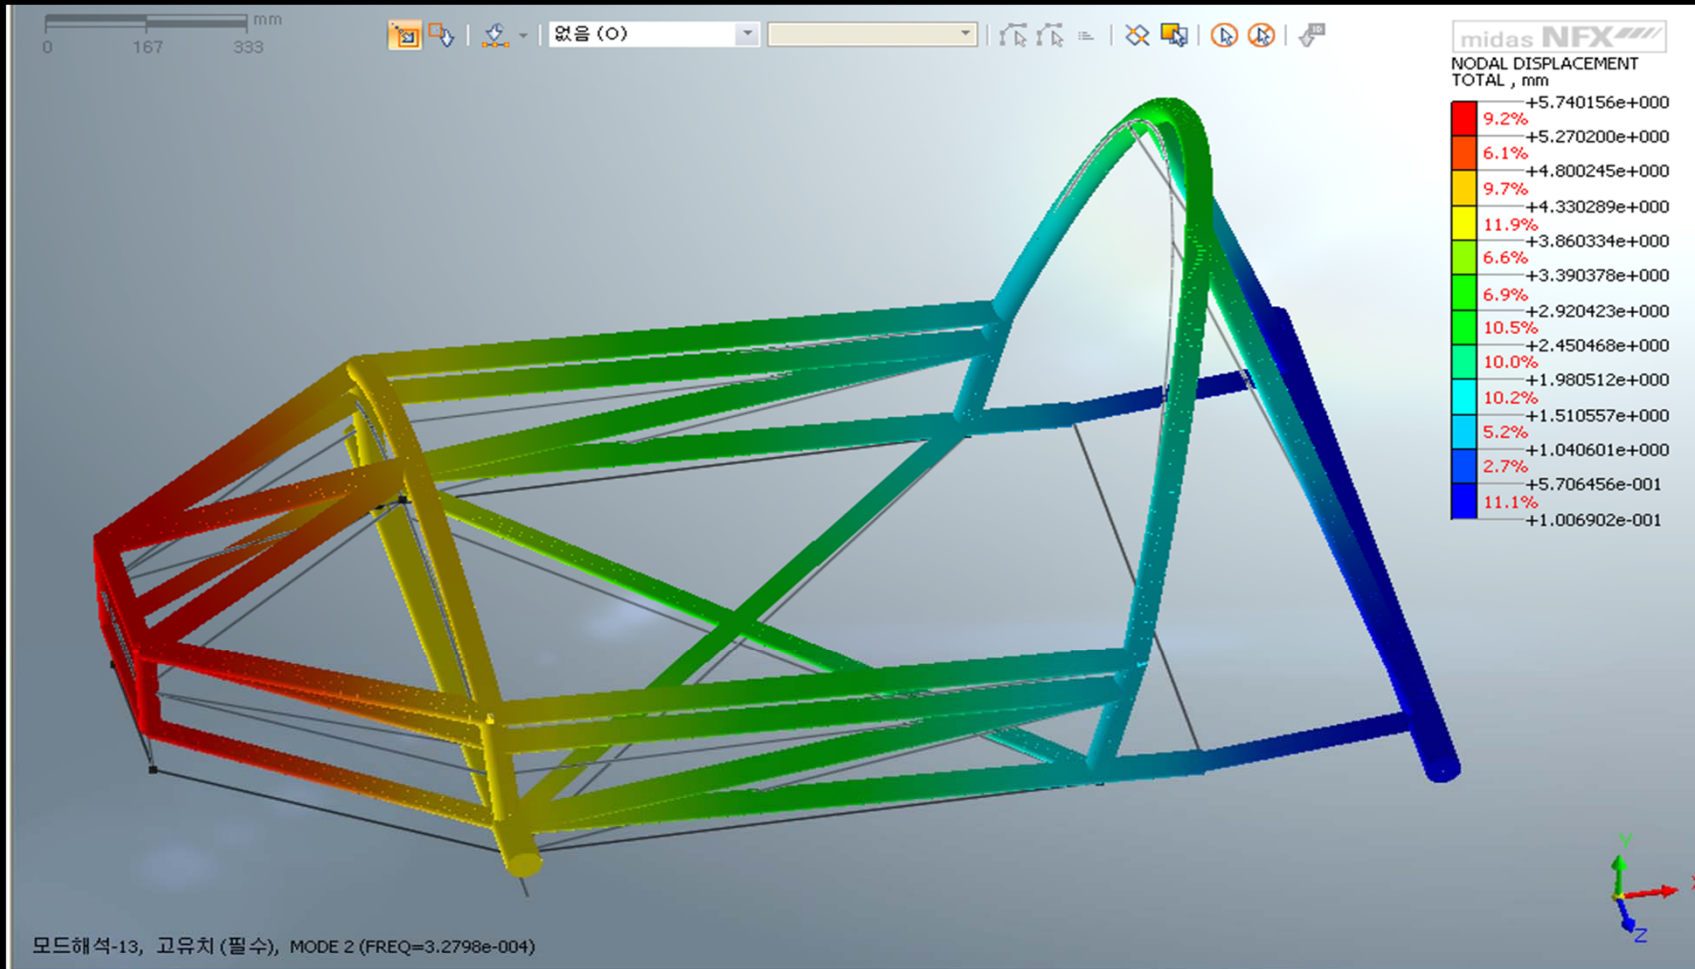 mm
0 167 333
없음 (O)
midas NFX
NODAL DISPLACEMENT
TOTAL , mm
+5.740156e+000
9.2%
+5.270200e+000
6.1%
+4.800245e+000
9.7%
+4.330289e+000
11.9%
+3.860334e+000
6.6%
+3.390378e+000
6.9%
+2.920423e+000
10.5%
+2.450468e+000
10.0%
+1.980512e+000
10.2%
+1.510557e+000
5.2%
+1.040601e+000
2.7%
+5.706456e-001
11.1%
+1.006902e-001
Y
X
Z
모드해석-13, 고유치 (필수), MODE 2 (FREQ=3.2798e-004)